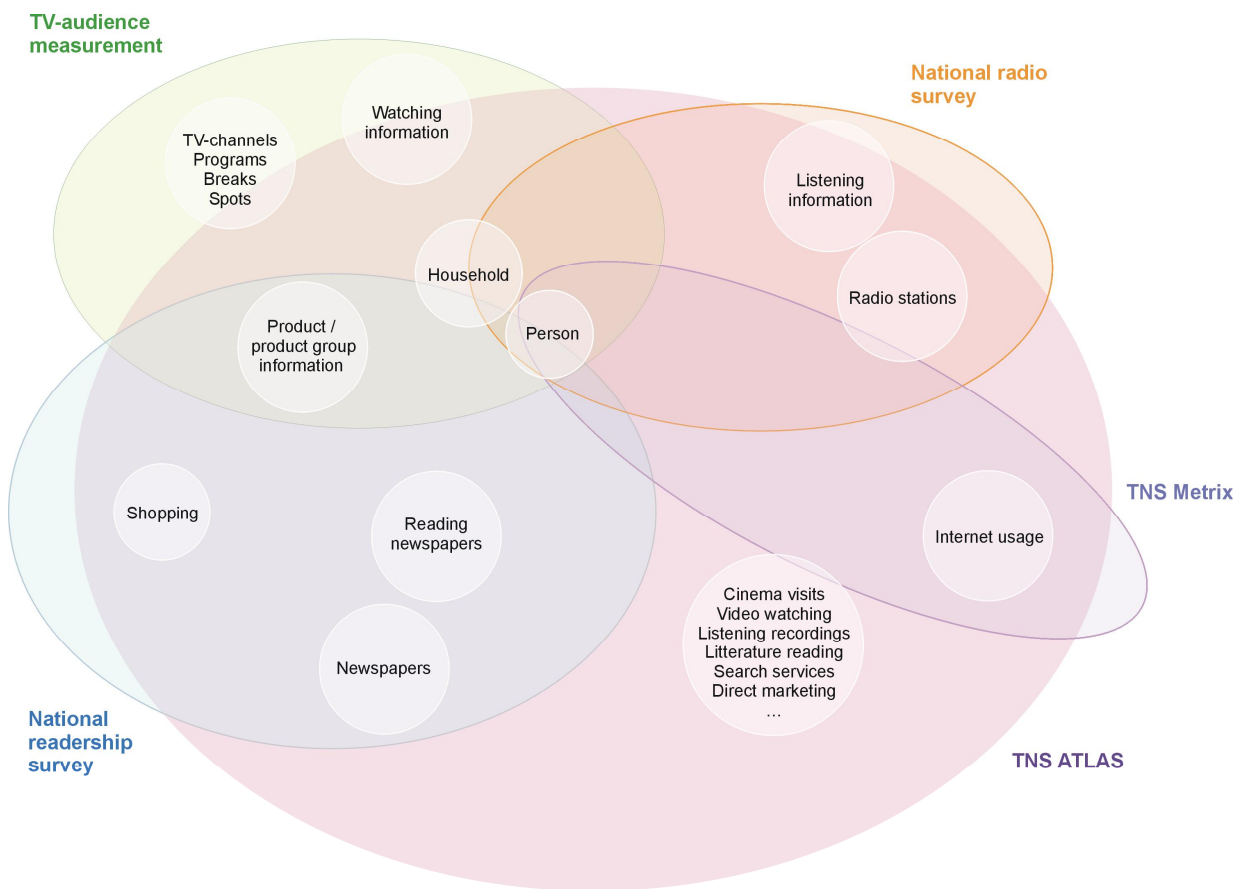 TV-audience
measurement
National radio
survey
Watching
information
TV-channels
Programs
Breaks
Spots
Listening
information
Household
Radio stations
Product /
product group
information
Person
TNS Metrix
Shopping
Reading
newspapers
Internet usage
Cinema visits
Video watching
Listening recordings
Litterature reading
Search services
Direct marketing
...
Newspapers
National
readership
survey
TNS ATLAS